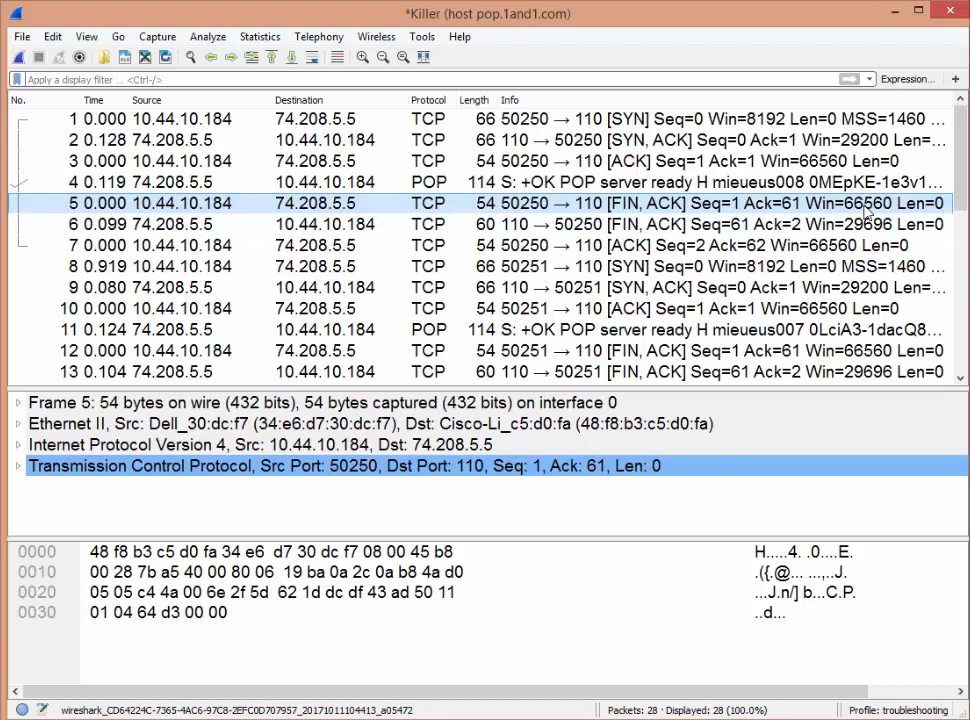 *Killer (host pop.1and1.com)
File Edit View Go Capture Analyze Statistics Telephony Wireless Tools Help
Apply a display filter ... <Ctrl-/> Expression... +
No. Time Source Destination Protocol Length Info
1 0.000 10.44.10.184 74.208.5.5 TCP 66 50250 → 110 [SYN] Seq=0 Win=8192 Len=0 MSS=1460 ...
2 0.128 74.208.5.5 10.44.10.184 TCP 66 110 → 50250 [SYN, ACK] Seq=0 Ack=1 Win=29200 Len=...
3 0.000 10.44.10.184 74.208.5.5 TCP 54 50250 → 110 [ACK] Seq=1 Ack=1 Win=66560 Len=0
4 0.119 74.208.5.5 10.44.10.184 POP 114 S: +OK POP server ready H mieueus008 0MEpKE-1e3v1...
5 0.000 10.44.10.184 74.208.5.5 TCP 54 50250 → 110 [FIN, ACK] Seq=1 Ack=61 Win=66560 Len=0
6 0.099 74.208.5.5 10.44.10.184 TCP 60 110 → 50250 [FIN, ACK] Seq=61 Ack=2 Win=29696 Len=0
7 0.000 10.44.10.184 74.208.5.5 TCP 54 50250 → 110 [ACK] Seq=2 Ack=62 Win=66560 Len=0
8 0.919 10.44.10.184 74.208.5.5 TCP 66 50251 → 110 [SYN] Seq=0 Win=8192 Len=0 MSS=1460 ...
9 0.080 74.208.5.5 10.44.10.184 TCP 66 110 → 50251 [SYN, ACK] Seq=0 Ack=1 Win=29200 Len=...
10 0.000 10.44.10.184 74.208.5.5 TCP 54 50251 → 110 [ACK] Seq=1 Ack=1 Win=66560 Len=0
11 0.124 74.208.5.5 10.44.10.184 POP 114 S: +OK POP server ready H mieueus007 0LciA3-1dacQ8...
12 0.000 10.44.10.184 74.208.5.5 TCP 54 50251 → 110 [FIN, ACK] Seq=1 Ack=61 Win=66560 Len=0
13 0.104 74.208.5.5 10.44.10.184 TCP 60 110 → 50251 [FIN, ACK] Seq=61 Ack=2 Win=29696 Len=0
Frame 5: 54 bytes on wire (432 bits), 54 bytes captured (432 bits) on interface 0
Ethernet II, Src: Dell_30:dc:f7 (34:e6:d7:30:dc:f7), Dst: Cisco-Li_c5:d0:fa (48:f8:b3:c5:d0:fa)
Internet Protocol Version 4, Src: 10.44.10.184, Dst: 74.208.5.5
Transmission Control Protocol, Src Port: 50250, Dst Port: 110, Seq: 1, Ack: 61, Len: 0
0000 48 f8 b3 c5 d0 fa 34 e6 d7 30 dc f7 08 00 45 b8 H.....4. .0....E.
0010 00 28 7b a5 40 00 80 06 19 ba 0a 2c 0a b8 4a d0 .({.@... ...,..J.
0020 05 05 c4 4a 00 6e 2f 5d 62 1d dc df 43 ad 50 11 ...J.n/] b...C.P.
0030 01 04 64 d3 00 00 ..d...
wireshark_CD64224C-7365-4AC6-97C8-2EFC0D707957_20171011104413_a05472 Packets: 28 · Displayed: 28 (100.0%) Profile: troubleshooting